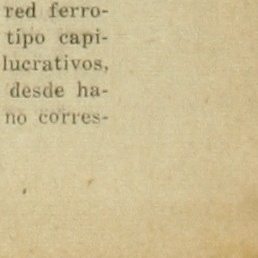 red ferro-
tipo capi-
lucrativos,
desde ha-
no corres-